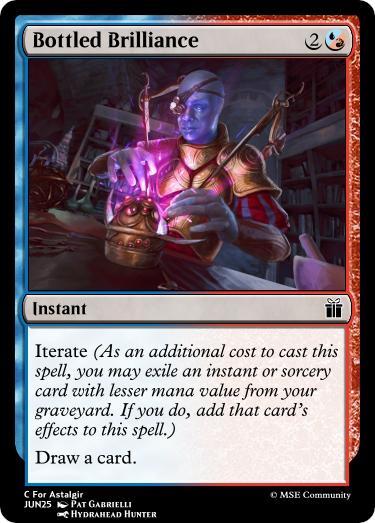 Bottled Brilliance 2
Instant
Iterate (As an additional cost to cast this
spell, you may exile an instant or sorcery
card with lesser mana value from your
graveyard. If you do, add that card's
effects to this spell.)
Draw a card.
C For Astalgir
JUN25 Pat Gabrielli
Hydrahead Hunter
© MSE Community